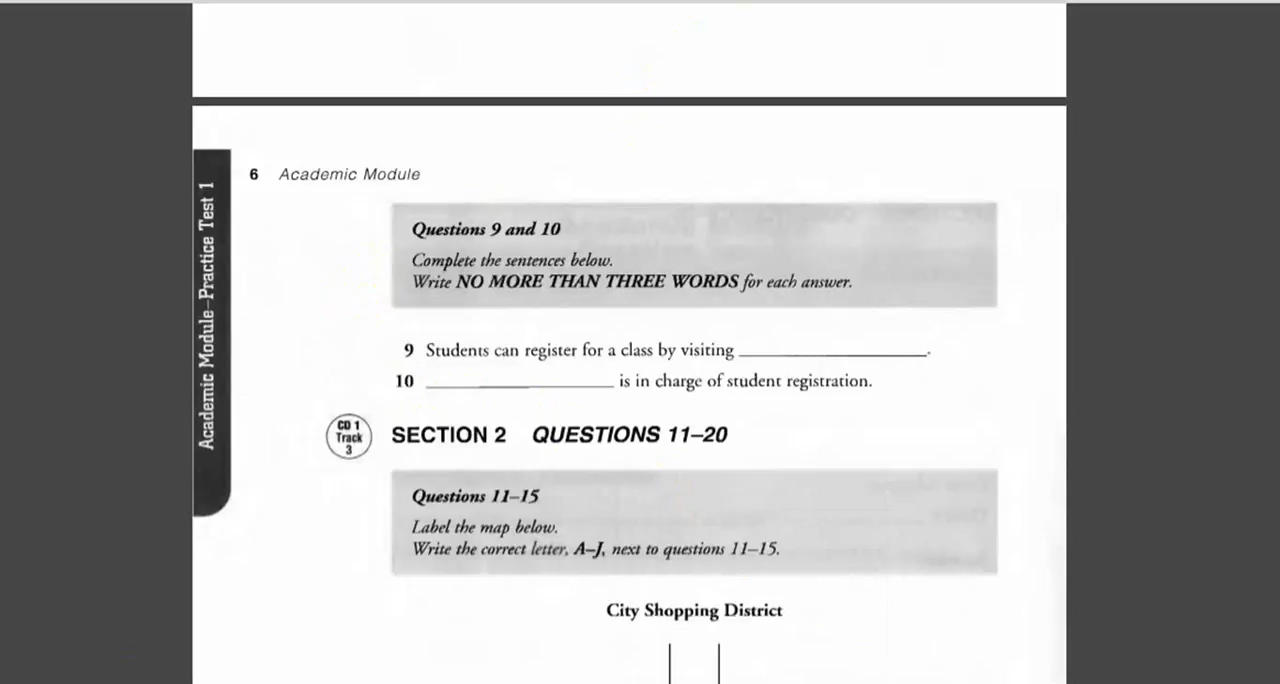 Academic Module–Practice Test 1
6 Academic Module
Questions 9 and 10
Complete the sentences below.
Write NO MORE THAN THREE WORDS for each answer.
9 Students can register for a class by visiting ____________________.
10 ____________________ is in charge of student registration.
CD 1
Track
3
SECTION 2 QUESTIONS 11–20
Questions 11–15
Label the map below.
Write the correct letter, A–J, next to questions 11–15.
City Shopping District